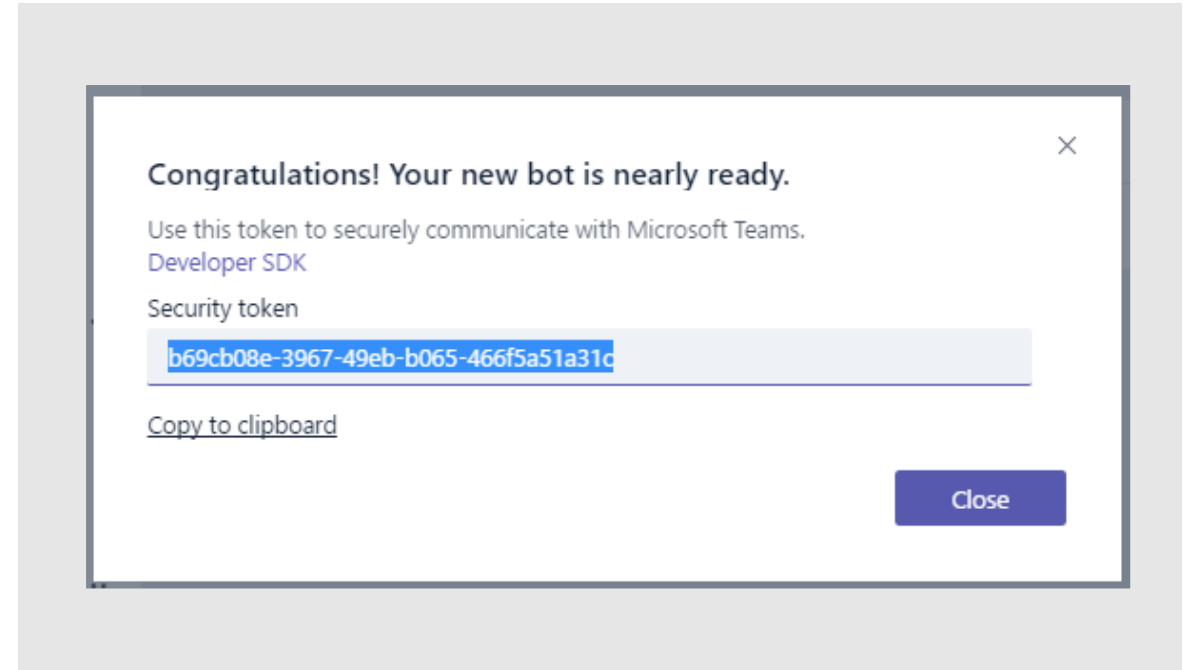 Congratulations! Your new bot is nearly ready.
Use this token to securely communicate with Microsoft Teams.
Developer SDK
Security token
b69cb08e-3967-49eb-b065-466f5a51a31c
Copy to clipboard
Close